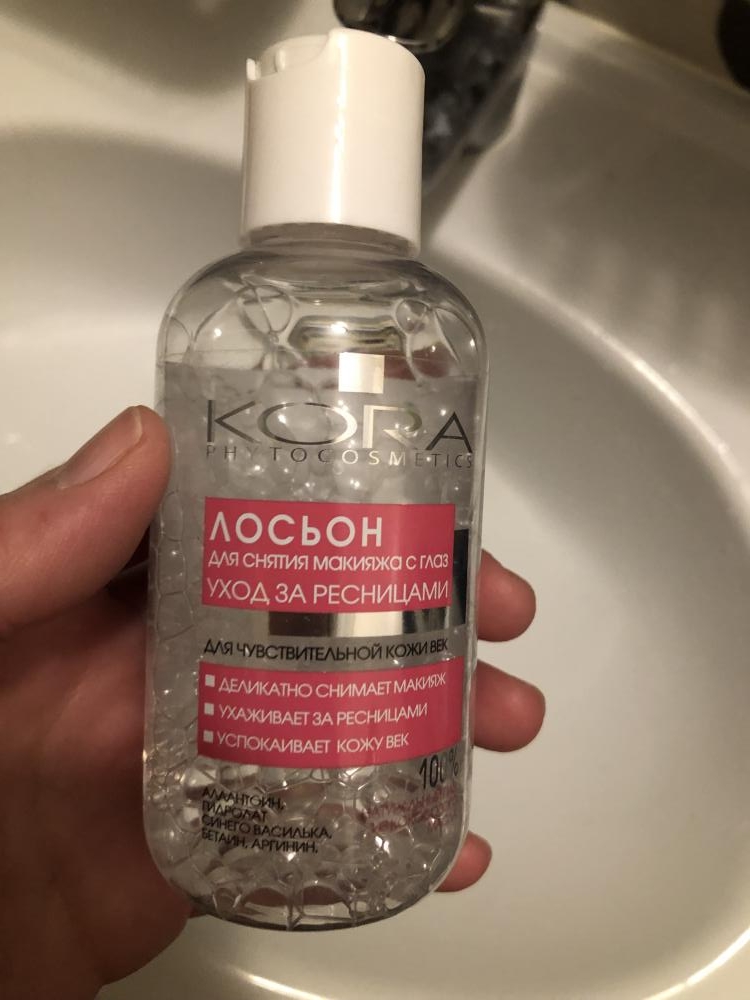 KORA
PHYTOCOSMETICS
ЛОСЬОН
ДЛЯ СНЯТИЯ МАКИЯЖА С ГЛАЗ
УХОД ЗА РЕСНИЦАМИ
ДЛЯ ЧУВСТВИТЕЛЬНОЙ КОЖИ ВЕК
ДЕЛИКАТНО СНИМАЕТ МАКИЯЖ
УХАЖИВАЕТ ЗА РЕСНИЦАМИ
УСПОКАИВАЕТ КОЖУ ВЕК
100%
АЛЛАНТОИН,
ГИДРОЛАТ
СИНЕГО ВАСИЛЬКА,
БЕТАИН, АРГИНИН.